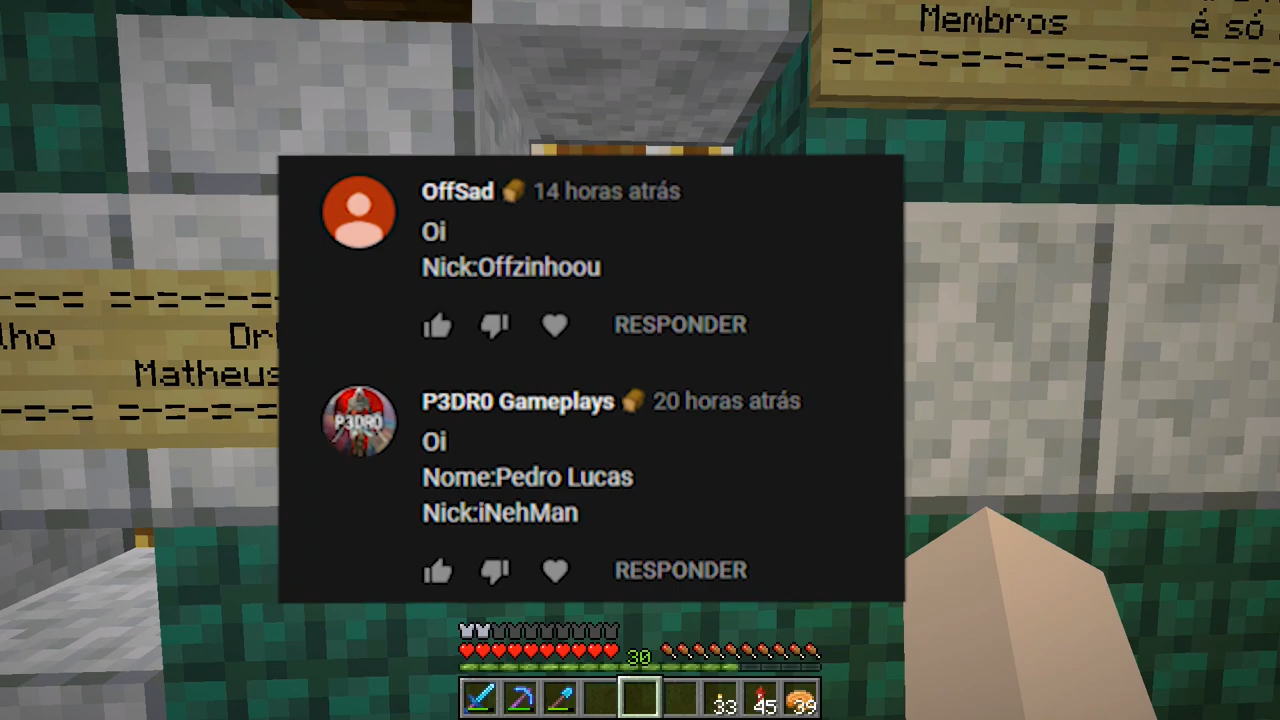 Membros
é só
=-=-=-=-=-=-=-=-=-=
=-=-=-=
OffSad 14 horas atrás
Oi
Nick:Offzinhoou
RESPONDER
=-=-= =-=-=-=-=
lho
Matheus
=-=-= =-=-=-=-=
P3DR0
P3DR0 Gameplays 20 horas atrás
Oi
Nome:Pedro Lucas
Nick:iNehMan
RESPONDER
30
33 45 39